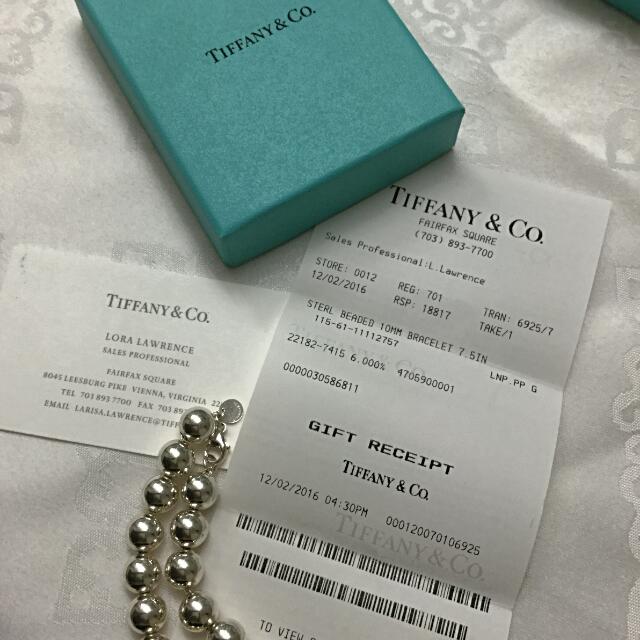 TIFFANY & CO.
TIFFANY & CO.
FAIRFAX SQUARE
(703) 893-7700
Sales Professional:L.Lawrence
STORE: 0012 REG: 701 TRAN: 6925/7
12/02/2016 RSP: 18817 TAKE/1
STERL BEADED 10MM BRACELET 7.5IN
115-61-11112757 LNP.PP G
22182-7415 6.000% 4706900001
0000030586811
GIFT RECEIPT
TIFFANY & CO.
12/02/2016 04:30PM 000120070106925
TIFFANY & CO.
TO VIEW
TIFFANY & CO.
LORA LAWRENCE
SALES PROFESSIONAL
FAIRFAX SQUARE
8045 LEESBURG PIKE VIENNA, VIRGINIA 22
TEL 703 893 7700 FAX 703 89
EMAIL LARISA.LAWRENCE@TIFF